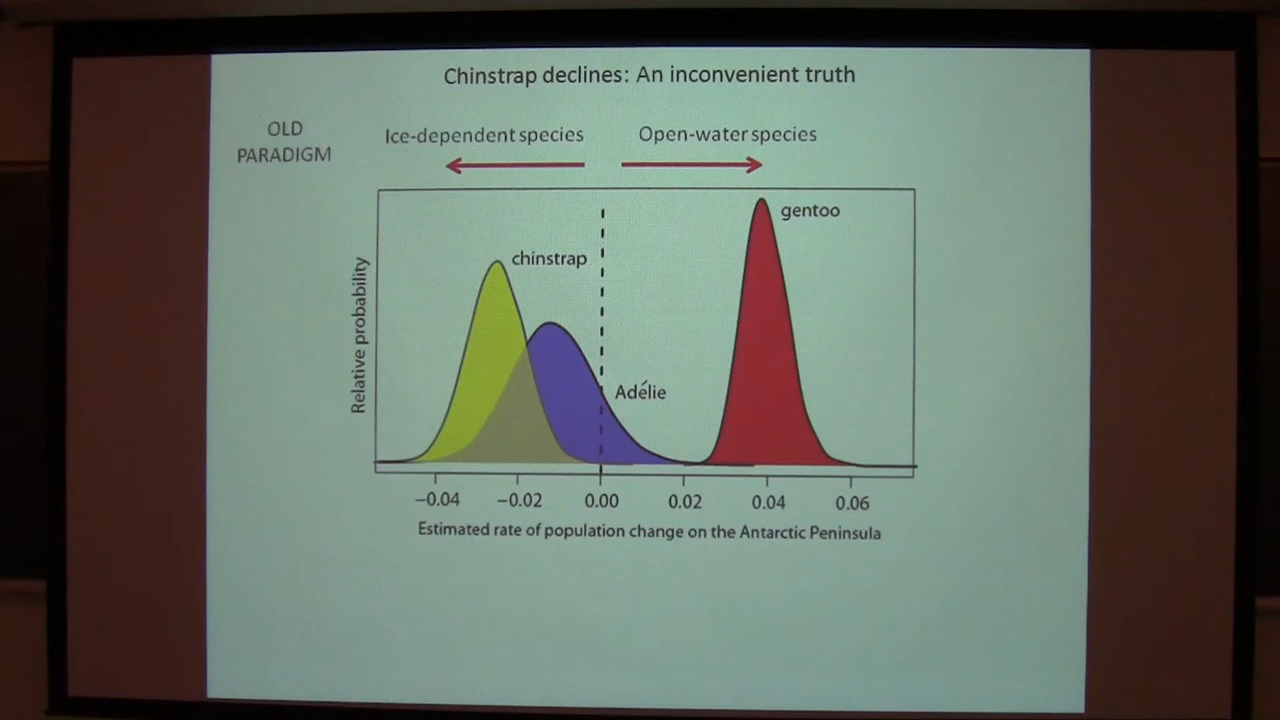 Chinstrap declines: An inconvenient truth
OLD
PARADIGM
Ice-dependent species
Open-water species
gentoo
chinstrap
Adélie
Relative probability
−0.04
−0.02
0.00
0.02
0.04
0.06
Estimated rate of population change on the Antarctic Peninsula